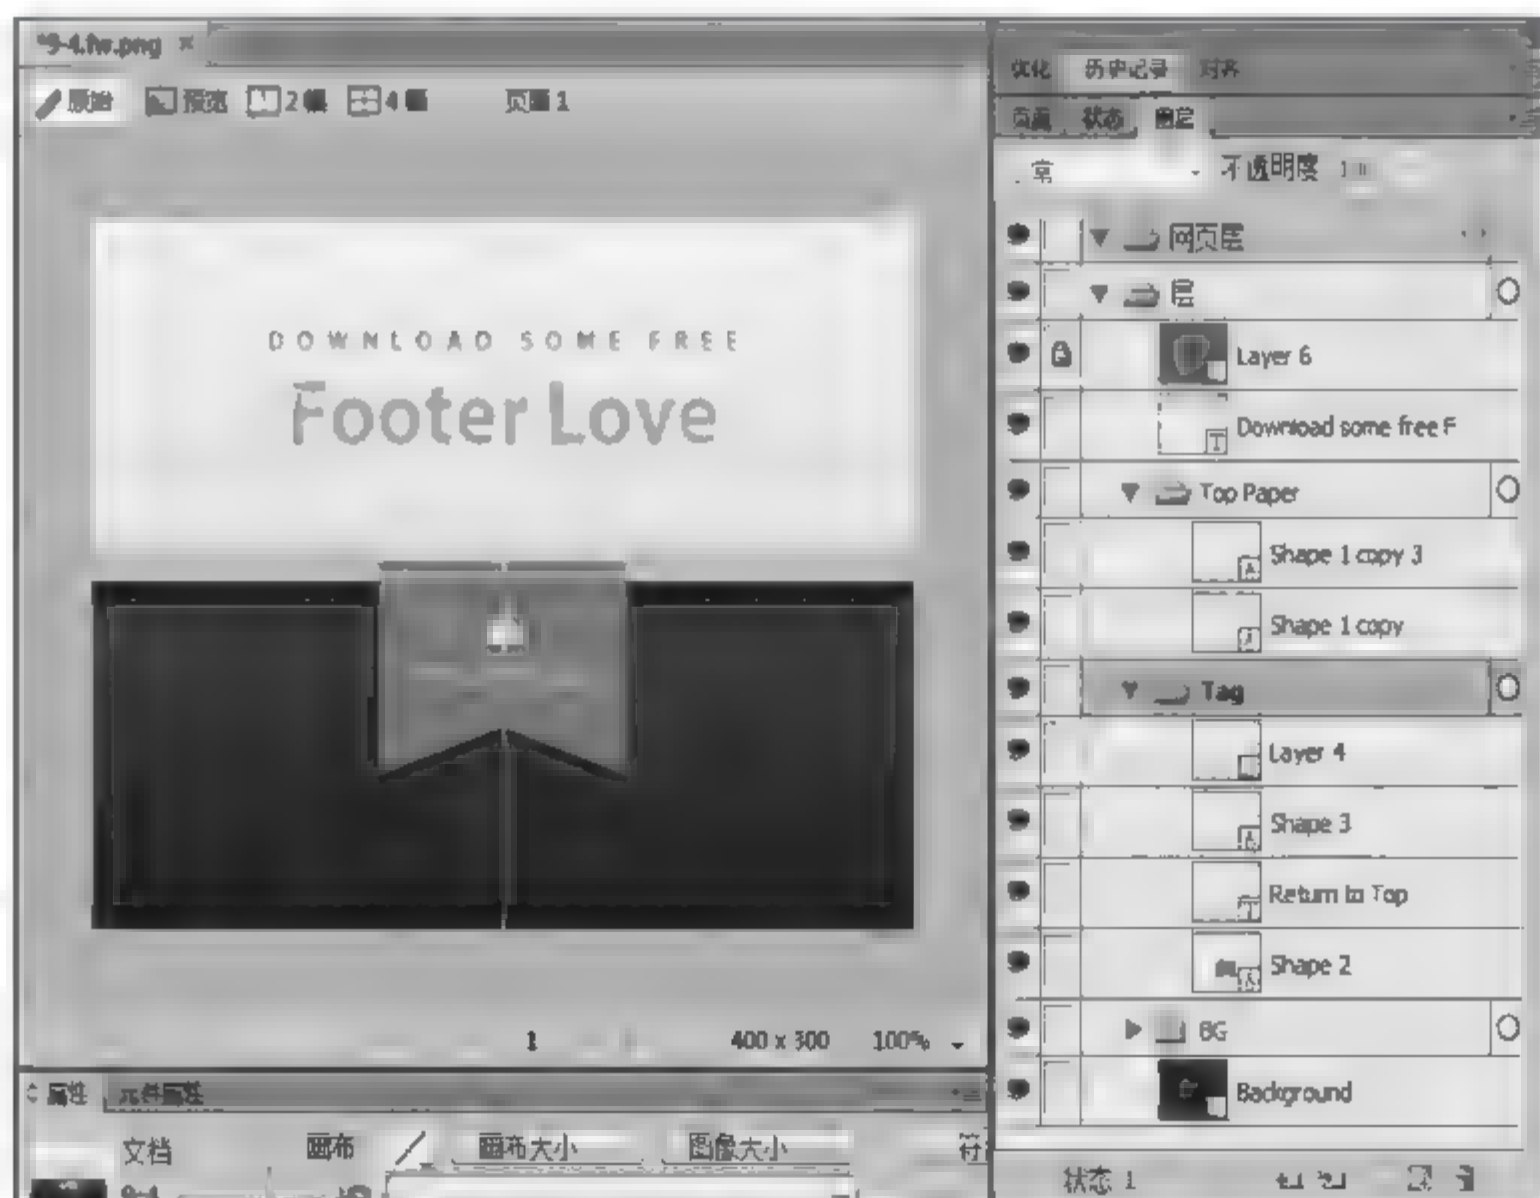 *9-4.fw.png ×
原始 预览 2幅 4幅 页面 1
DOWNLOAD SOME FREE
Footer Love
1 400 x 300 100%
属性 元件属性
文档 画布 画布大小 图像大小 符
优化 历史记录 对齐
页面 状态 图层
常 不透明度
网页层
层
Layer 6
Download some free F
Top Paper
Shape 1 copy 3
Shape 1 copy
Tag
Layer 4
Shape 3
Return to Top
Shape 2
BG
Background
状态 1